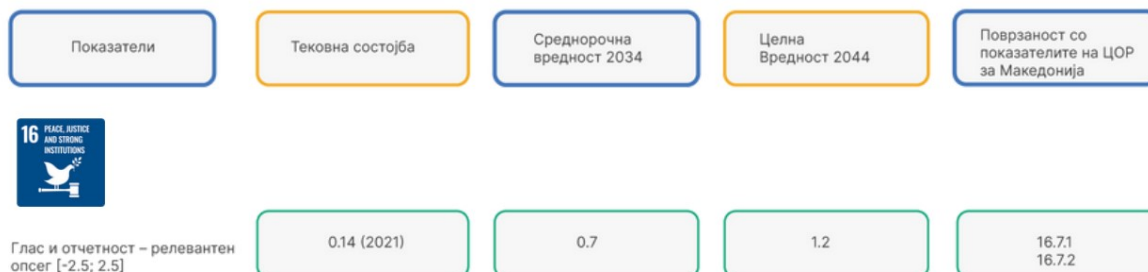 Показатели
Тековна состојба
Среднорочна
вредност 2034
Целна
Вредност 2044
Поврзаност со
показателите на ЦОР
за Македонија
16 PEACE, JUSTICE
AND STRONG
INSTITUTIONS
Глас и отчетност – релевантен
опсег [-2.5; 2.5]
0.14 (2021)
0.7
1.2
16.7.1
16.7.2